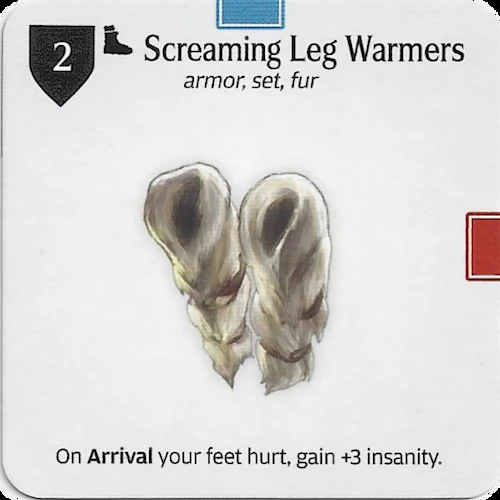 2
Screaming Leg Warmers
armor, set, fur
On Arrival your feet hurt, gain +3 insanity.